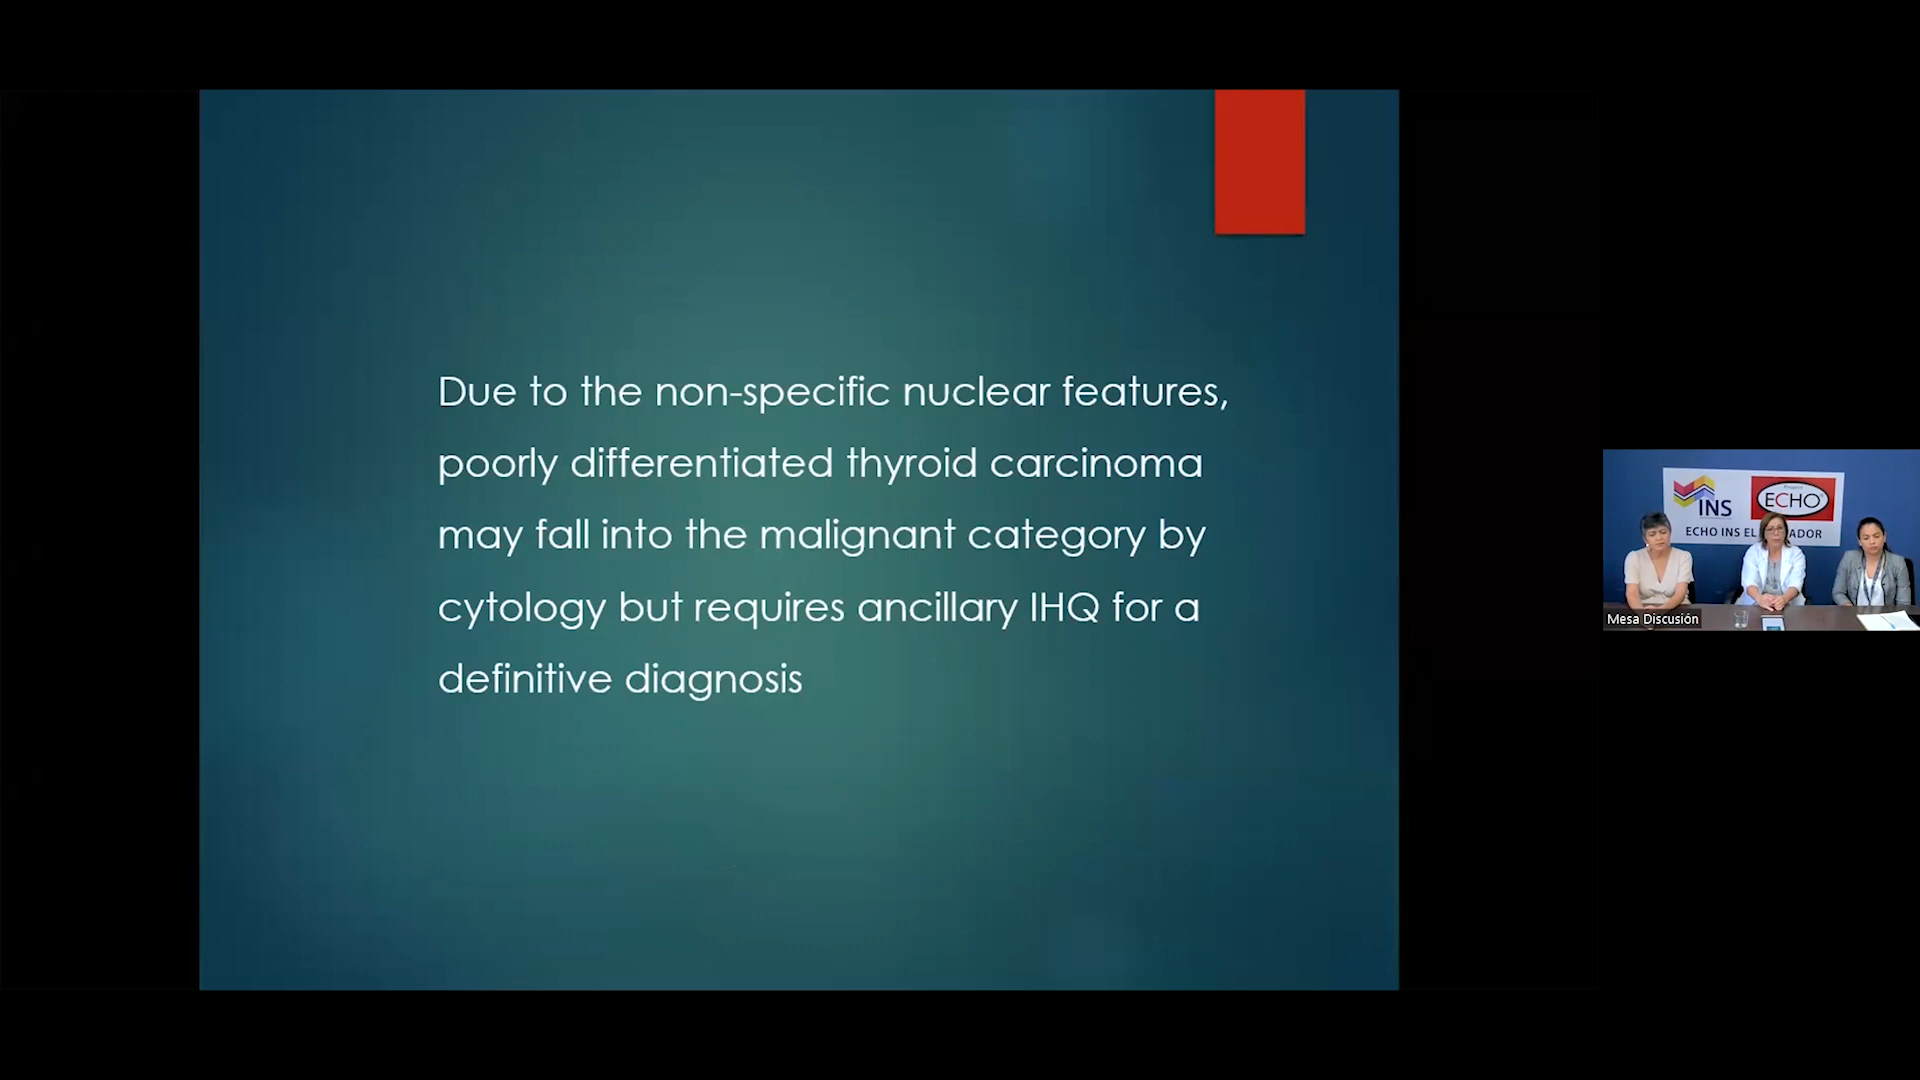 Due to the non-specific nuclear features,
poorly differentiated thyroid carcinoma
may fall into the malignant category by
cytology but requires ancillary IHQ for a
definitive diagnosis
INS
ECHO
ECHO INS EL
ADOR
Mesa Discusión